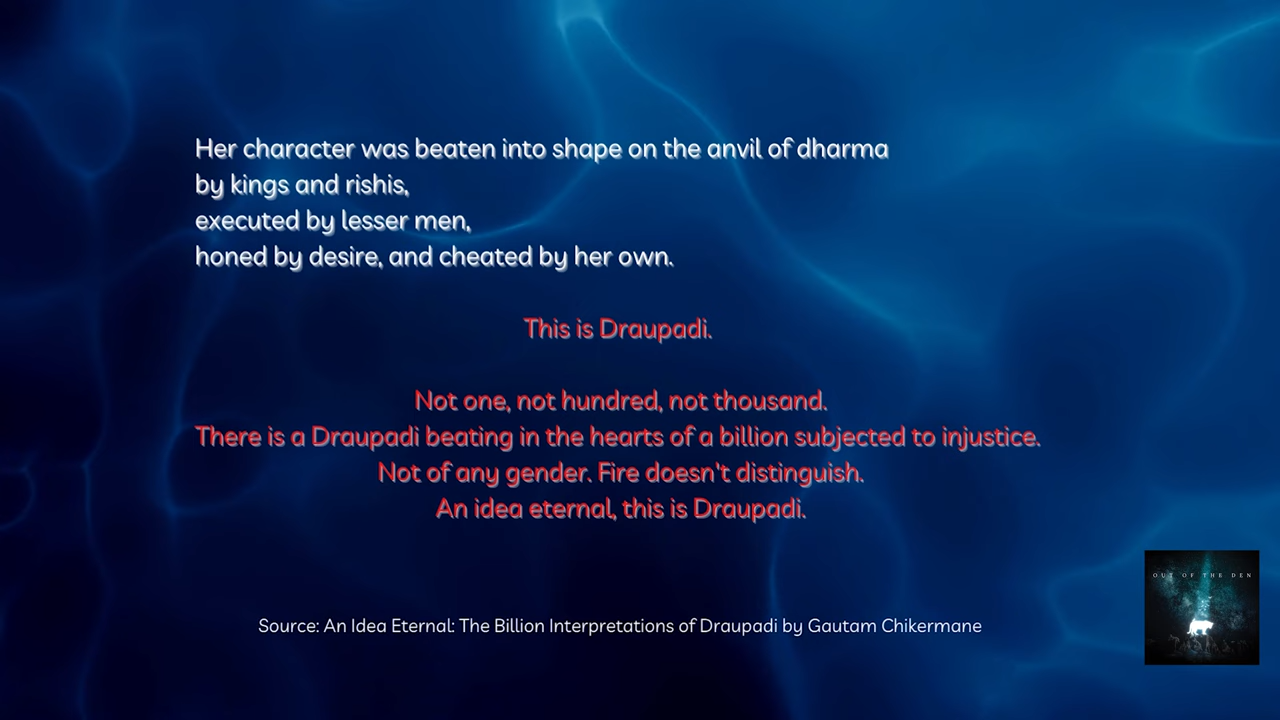 Her character was beaten into shape on the anvil of dharma
by kings and rishis,
executed by lesser men,
honed by desire, and cheated by her own.
This is Draupadi.
Not one, not hundred, not thousand.
There is a Draupadi beating in the hearts of a billion subjected to injustice.
Not of any gender. Fire doesn't distinguish.
An idea eternal, this is Draupadi.
OUT OF THE DEN
Source: An Idea Eternal: The Billion Interpretations of Draupadi by Gautam Chikermane